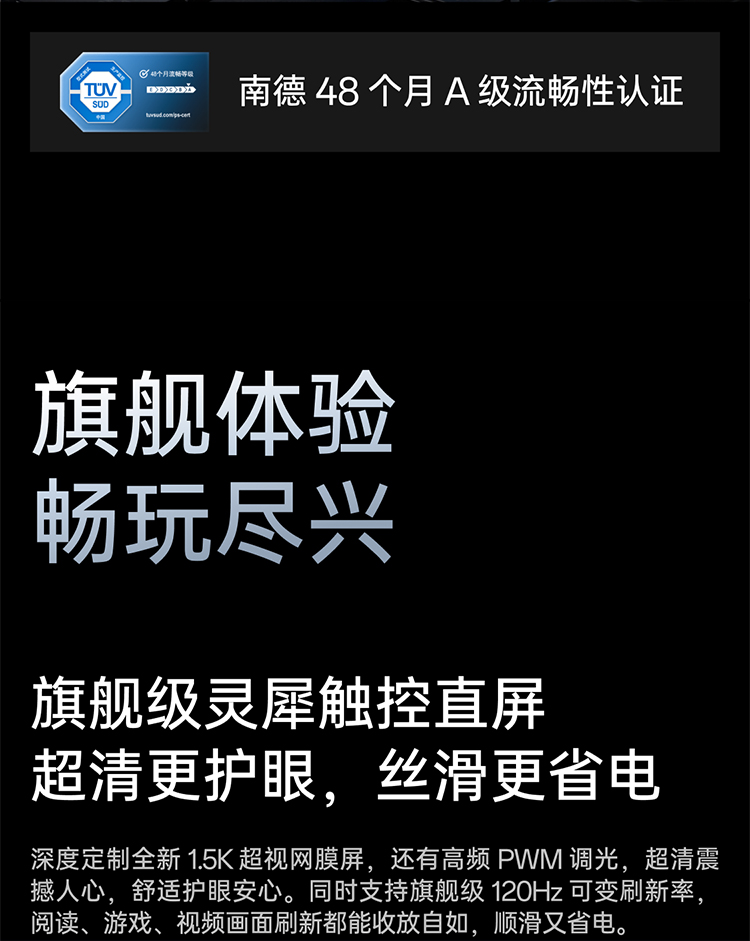 48个月流畅等级
TÜV
SÜD
中国
E D C B A
tuvsud.com/ps-cert
南德 48 个月 A 级流畅性认证
旗舰体验
畅玩尽兴
旗舰级灵犀触控直屏
超清更护眼，丝滑更省电
深度定制全新 1.5K 超视网膜屏，还有高频 PWM 调光，超清震
撼人心，舒适护眼安心。同时支持旗舰级 120Hz 可变刷新率，
阅读、游戏、视频画面刷新都能收放自如，顺滑又省电。